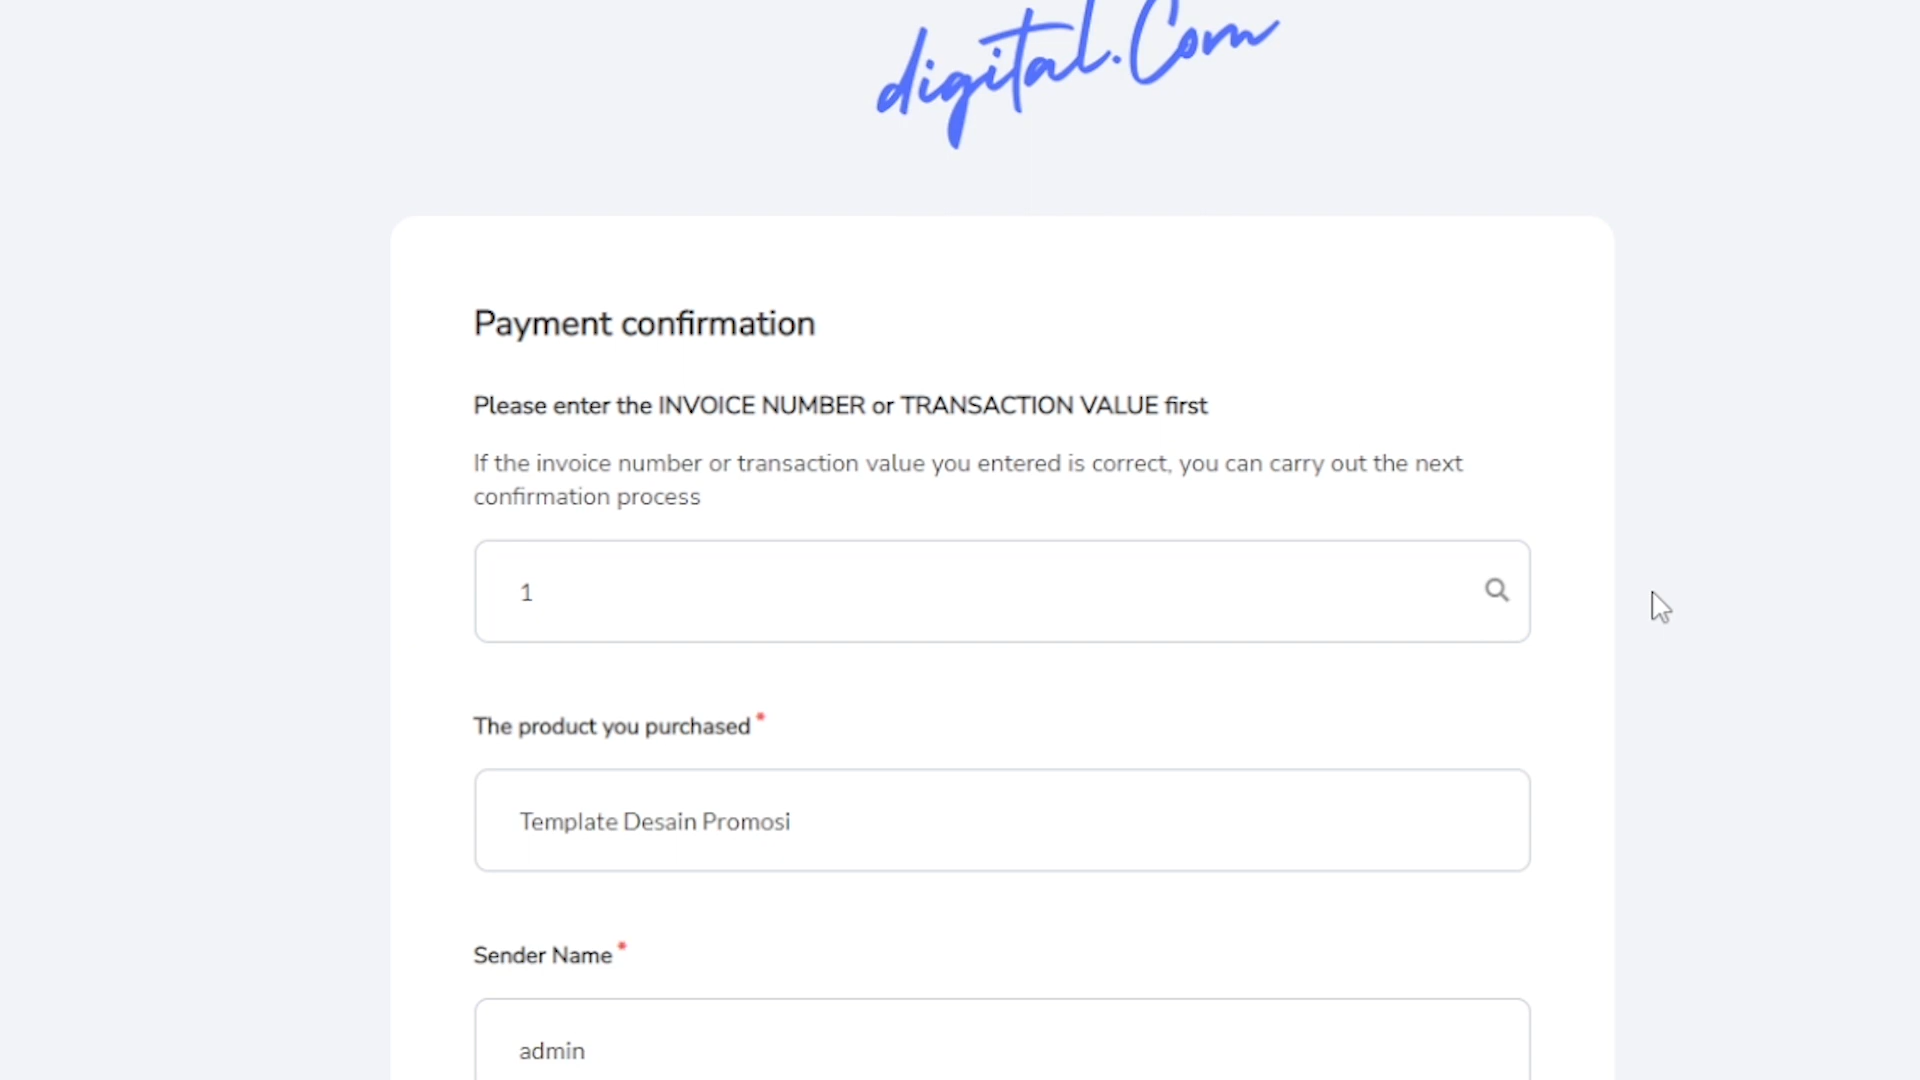 digital.Com
Payment confirmation
Please enter the INVOICE NUMBER or TRANSACTION VALUE first
If the invoice number or transaction value you entered is correct, you can carry out the next
confirmation process
1
The product you purchased *
Template Desain Promosi
Sender Name *
admin